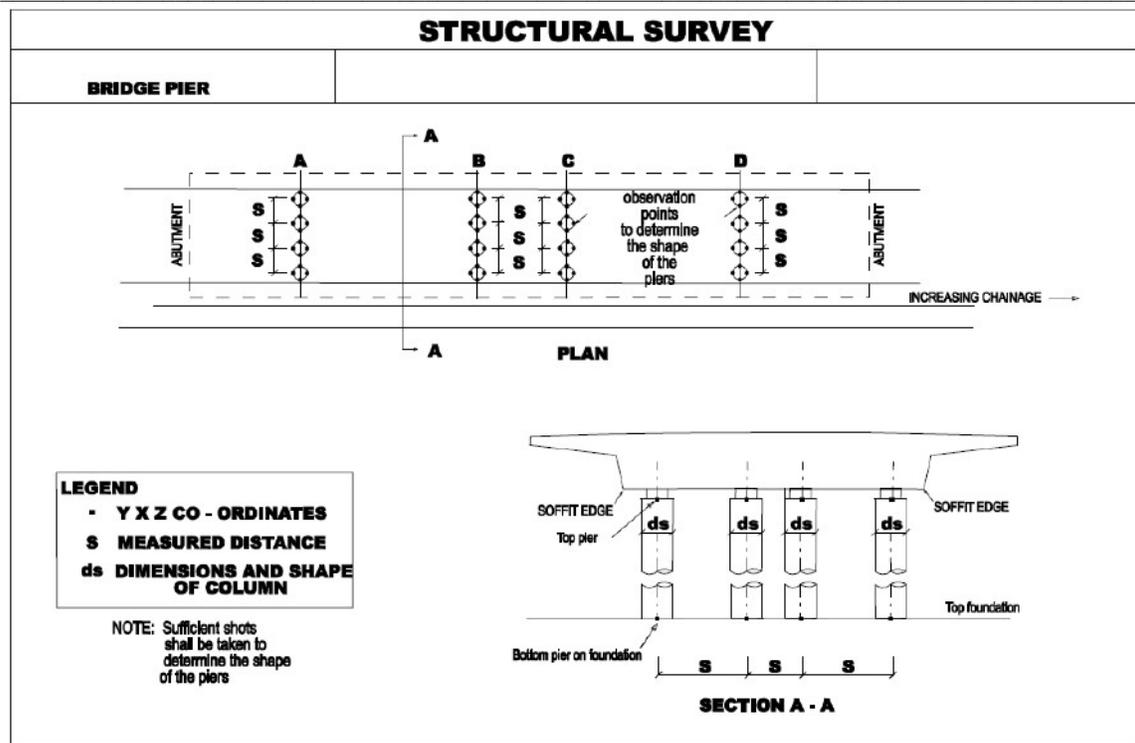 STRUCTURAL SURVEY
BRIDGE PIER
A
A B C D
S
S
S
S
S
S
observation
points
to determine
the shape
of the
piers
S
S
S
ABUTMENT
ABUTMENT
INCREASING CHAINAGE
A
PLAN
LEGEND
- Y X Z CO - ORDINATES
S MEASURED DISTANCE
ds DIMENSIONS AND SHAPE
OF COLUMN
NOTE: Sufficient shots
shall be taken to
determine the shape
of the piers
SOFFIT EDGE
SOFFIT EDGE
Top pier
ds ds ds ds
Top foundation
Bottom pier on foundation
S S S
SECTION A - A